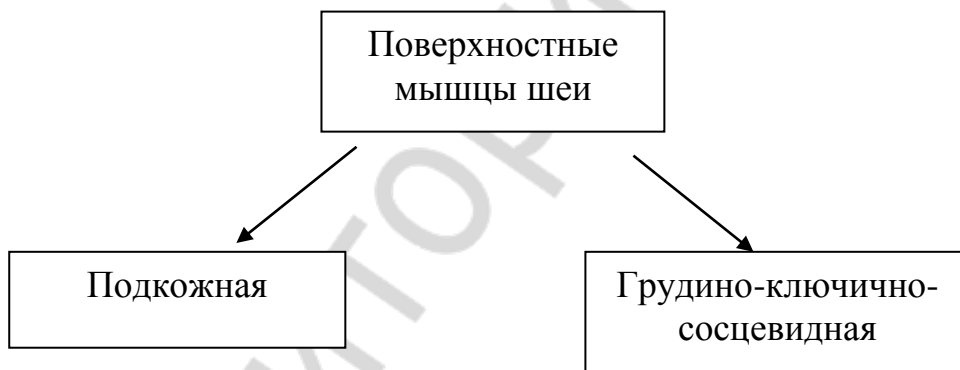 Поверхностные
мышцы шеи
Подкожная
Грудино-ключично-
сосцевидная